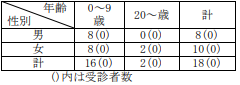 年齢
性別
0～9歳 20～歳 計
男 8(0) 0(0) 8(0)
女 8(0) 2(0) 10(0)
計 16(0) 2(0) 18(0)
()内は受診者数